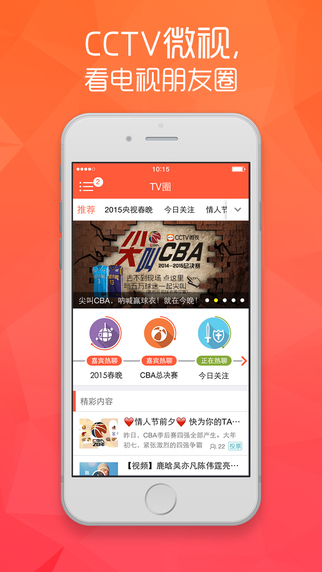 CCTV微视,
看电视朋友圈
10:15
2
TV圈
推荐 2015央视春晚 今日关注 情人节
CCTV微视
尖叫CBA
2014-2015总决赛
去不到现场 点这里
与五万球迷一起尖叫
尖叫CBA,呐喊赢球衣!就在今晚!
嘉宾热聊 嘉宾热聊 正在热聊
2015春晚 CBA总决赛 今日关注
精彩内容
❤情人节前夕❤ 快为你的TA...
昨日,CBA季后赛四强全部产生。大年
初七,紧张激烈的四强争霸
22 投票
【视频】鹿晗吴亦凡陈伟霆亮...